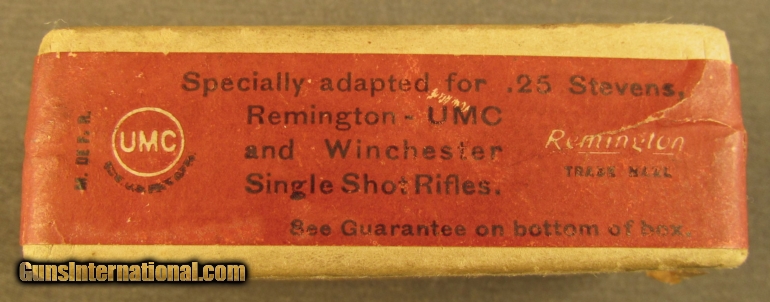 Specially adapted for .25 Stevens,
Remington - UMC
and Winchester
Single Shot Rifles.
See Guarantee on bottom of box.
UMC
Remington
TRADE MARK.
GunsInternational.com